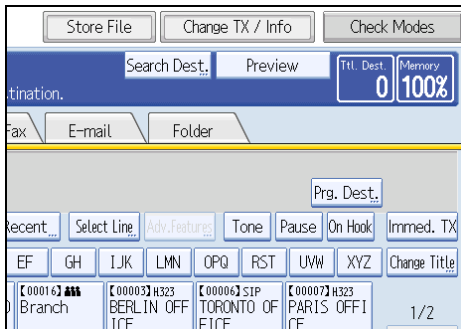 Store File Change TX / Info Check Modes
Search Dest. Preview Ttl. Dest. Memory
tination. 0 100%
Fax E-mail Folder
Prg. Dest.
Recent Select Line Adv.Features Tone Pause On Hook Immed. TX
EF GH IJK LMN OPQ RST UVW XYZ Change Title
【00016】 【00003】H323 【00006】SIP 【00007】H323
Branch BERLIN OFF TORONTO OF PARIS OFFI 1/2
ICE FICE CE